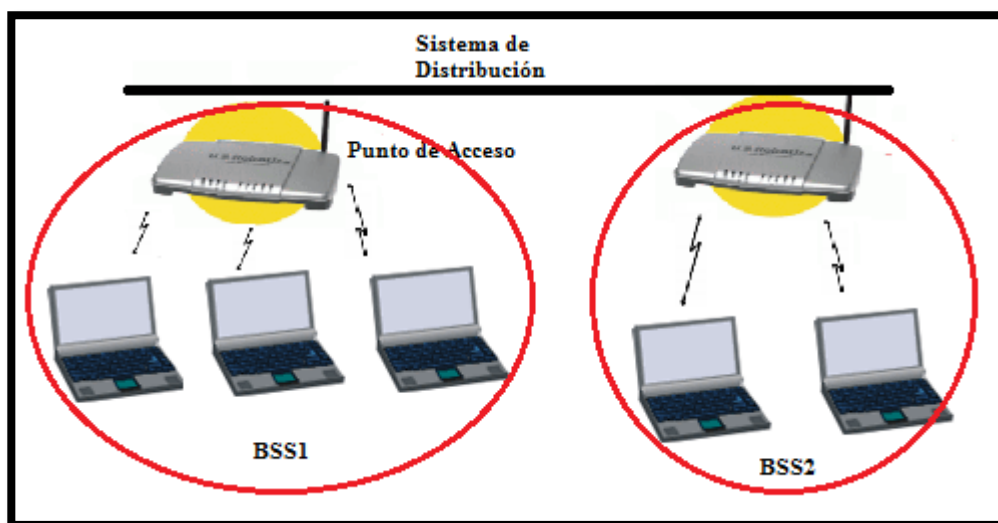 Sistema de
Distribución
Punto de Acceso
BSS1
BSS2